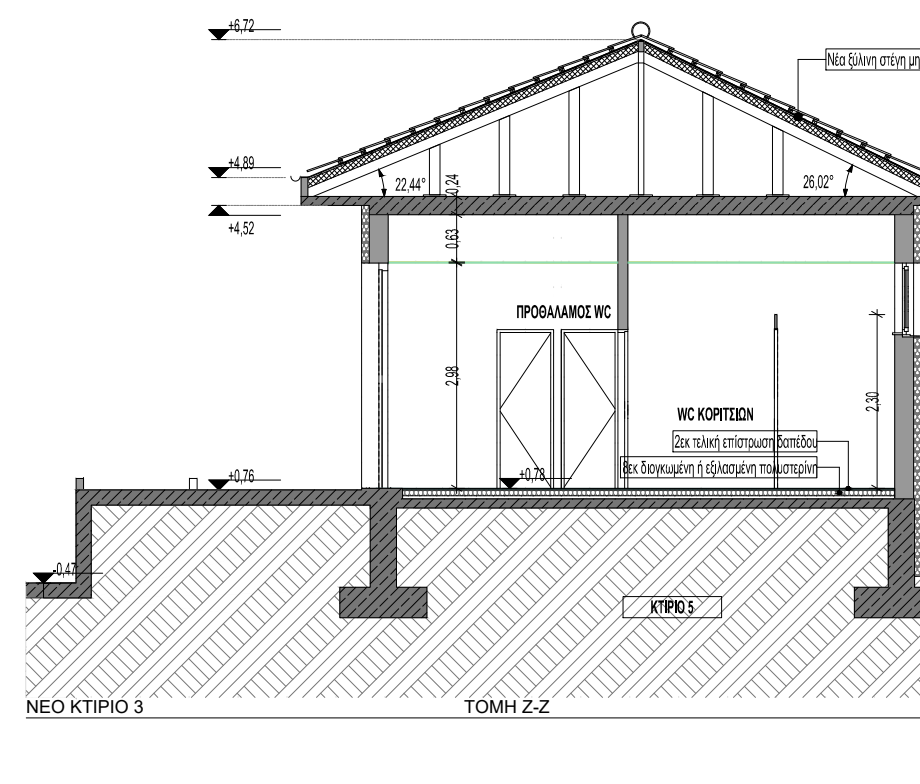 +6,72
Νέα ξύλινη στέγη μη
+4,89
22,44°
0,24
26,02°
+4,52
0,63
ΠΡΟΘΑΛΑΜΟΣ WC
2,98
2,30
WC ΚΟΡΙΤΣΙΩΝ
2εκ τελική επίστρωση δαπέδου
8εκ διογκωμένη ή εξιλασμένη πολυστερίνη
+0,76
+0,78
-0,47
ΚΤΙΡΙΟ 5
ΝΕΟ ΚΤΙΡΙΟ 3
ΤΟΜΗ Ζ-Ζ